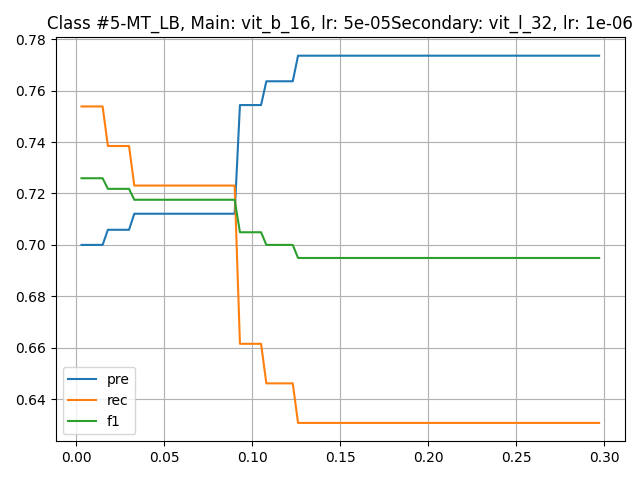 Class #5-MT_LB, Main: vit_b_16, lr: 5e-05Secondary: vit_l_32, lr: 1e-06
0.78
0.76
0.74
0.72
0.70
0.68
0.66
0.64
pre
rec
f1
0.00 0.05 0.10 0.15 0.20 0.25 0.30